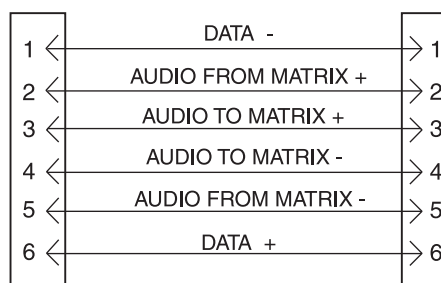 1 DATA - 1
2 AUDIO FROM MATRIX + 2
3 AUDIO TO MATRIX + 3
4 AUDIO TO MATRIX - 4
5 AUDIO FROM MATRIX - 5
6 DATA + 6